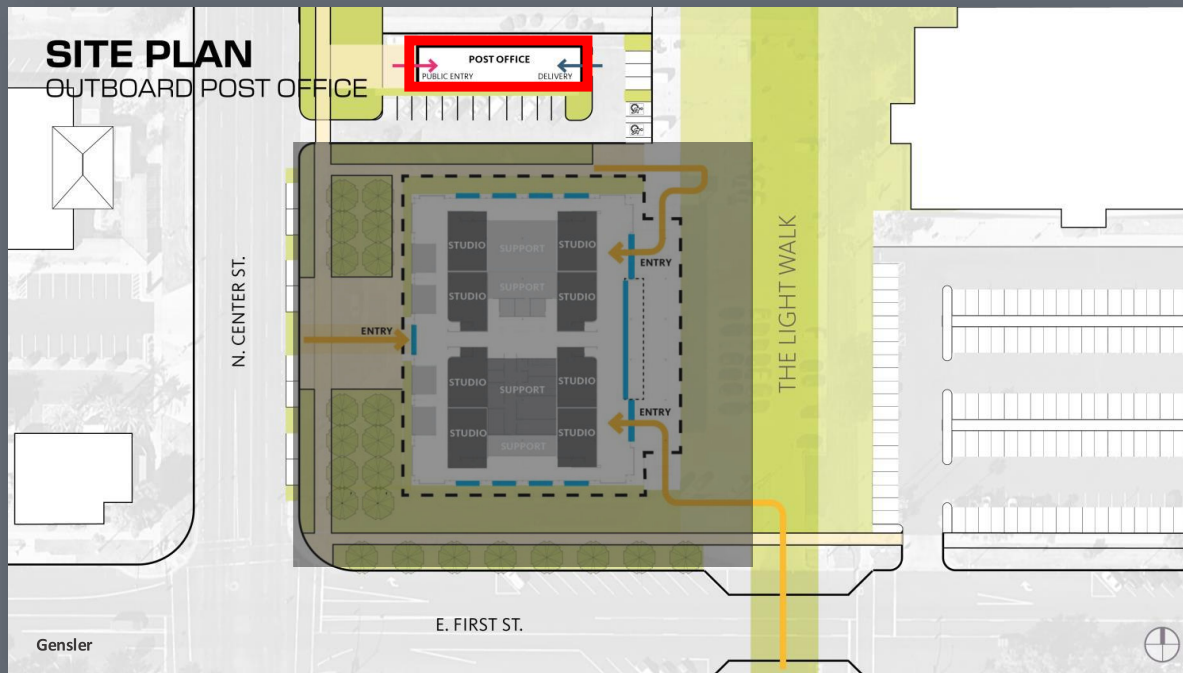 SITE PLAN
OUTBOARD POST OFFICE
POST OFFICE
PUBLIC ENTRY
DELIVERY
N. CENTER ST.
THE LIGHT WALK
STUDIO
SUPPORT
STUDIO
ENTRY
STUDIO
SUPPORT
STUDIO
ENTRY
STUDIO
SUPPORT
STUDIO
ENTRY
STUDIO
SUPPORT
STUDIO
E. FIRST ST.
Gensler